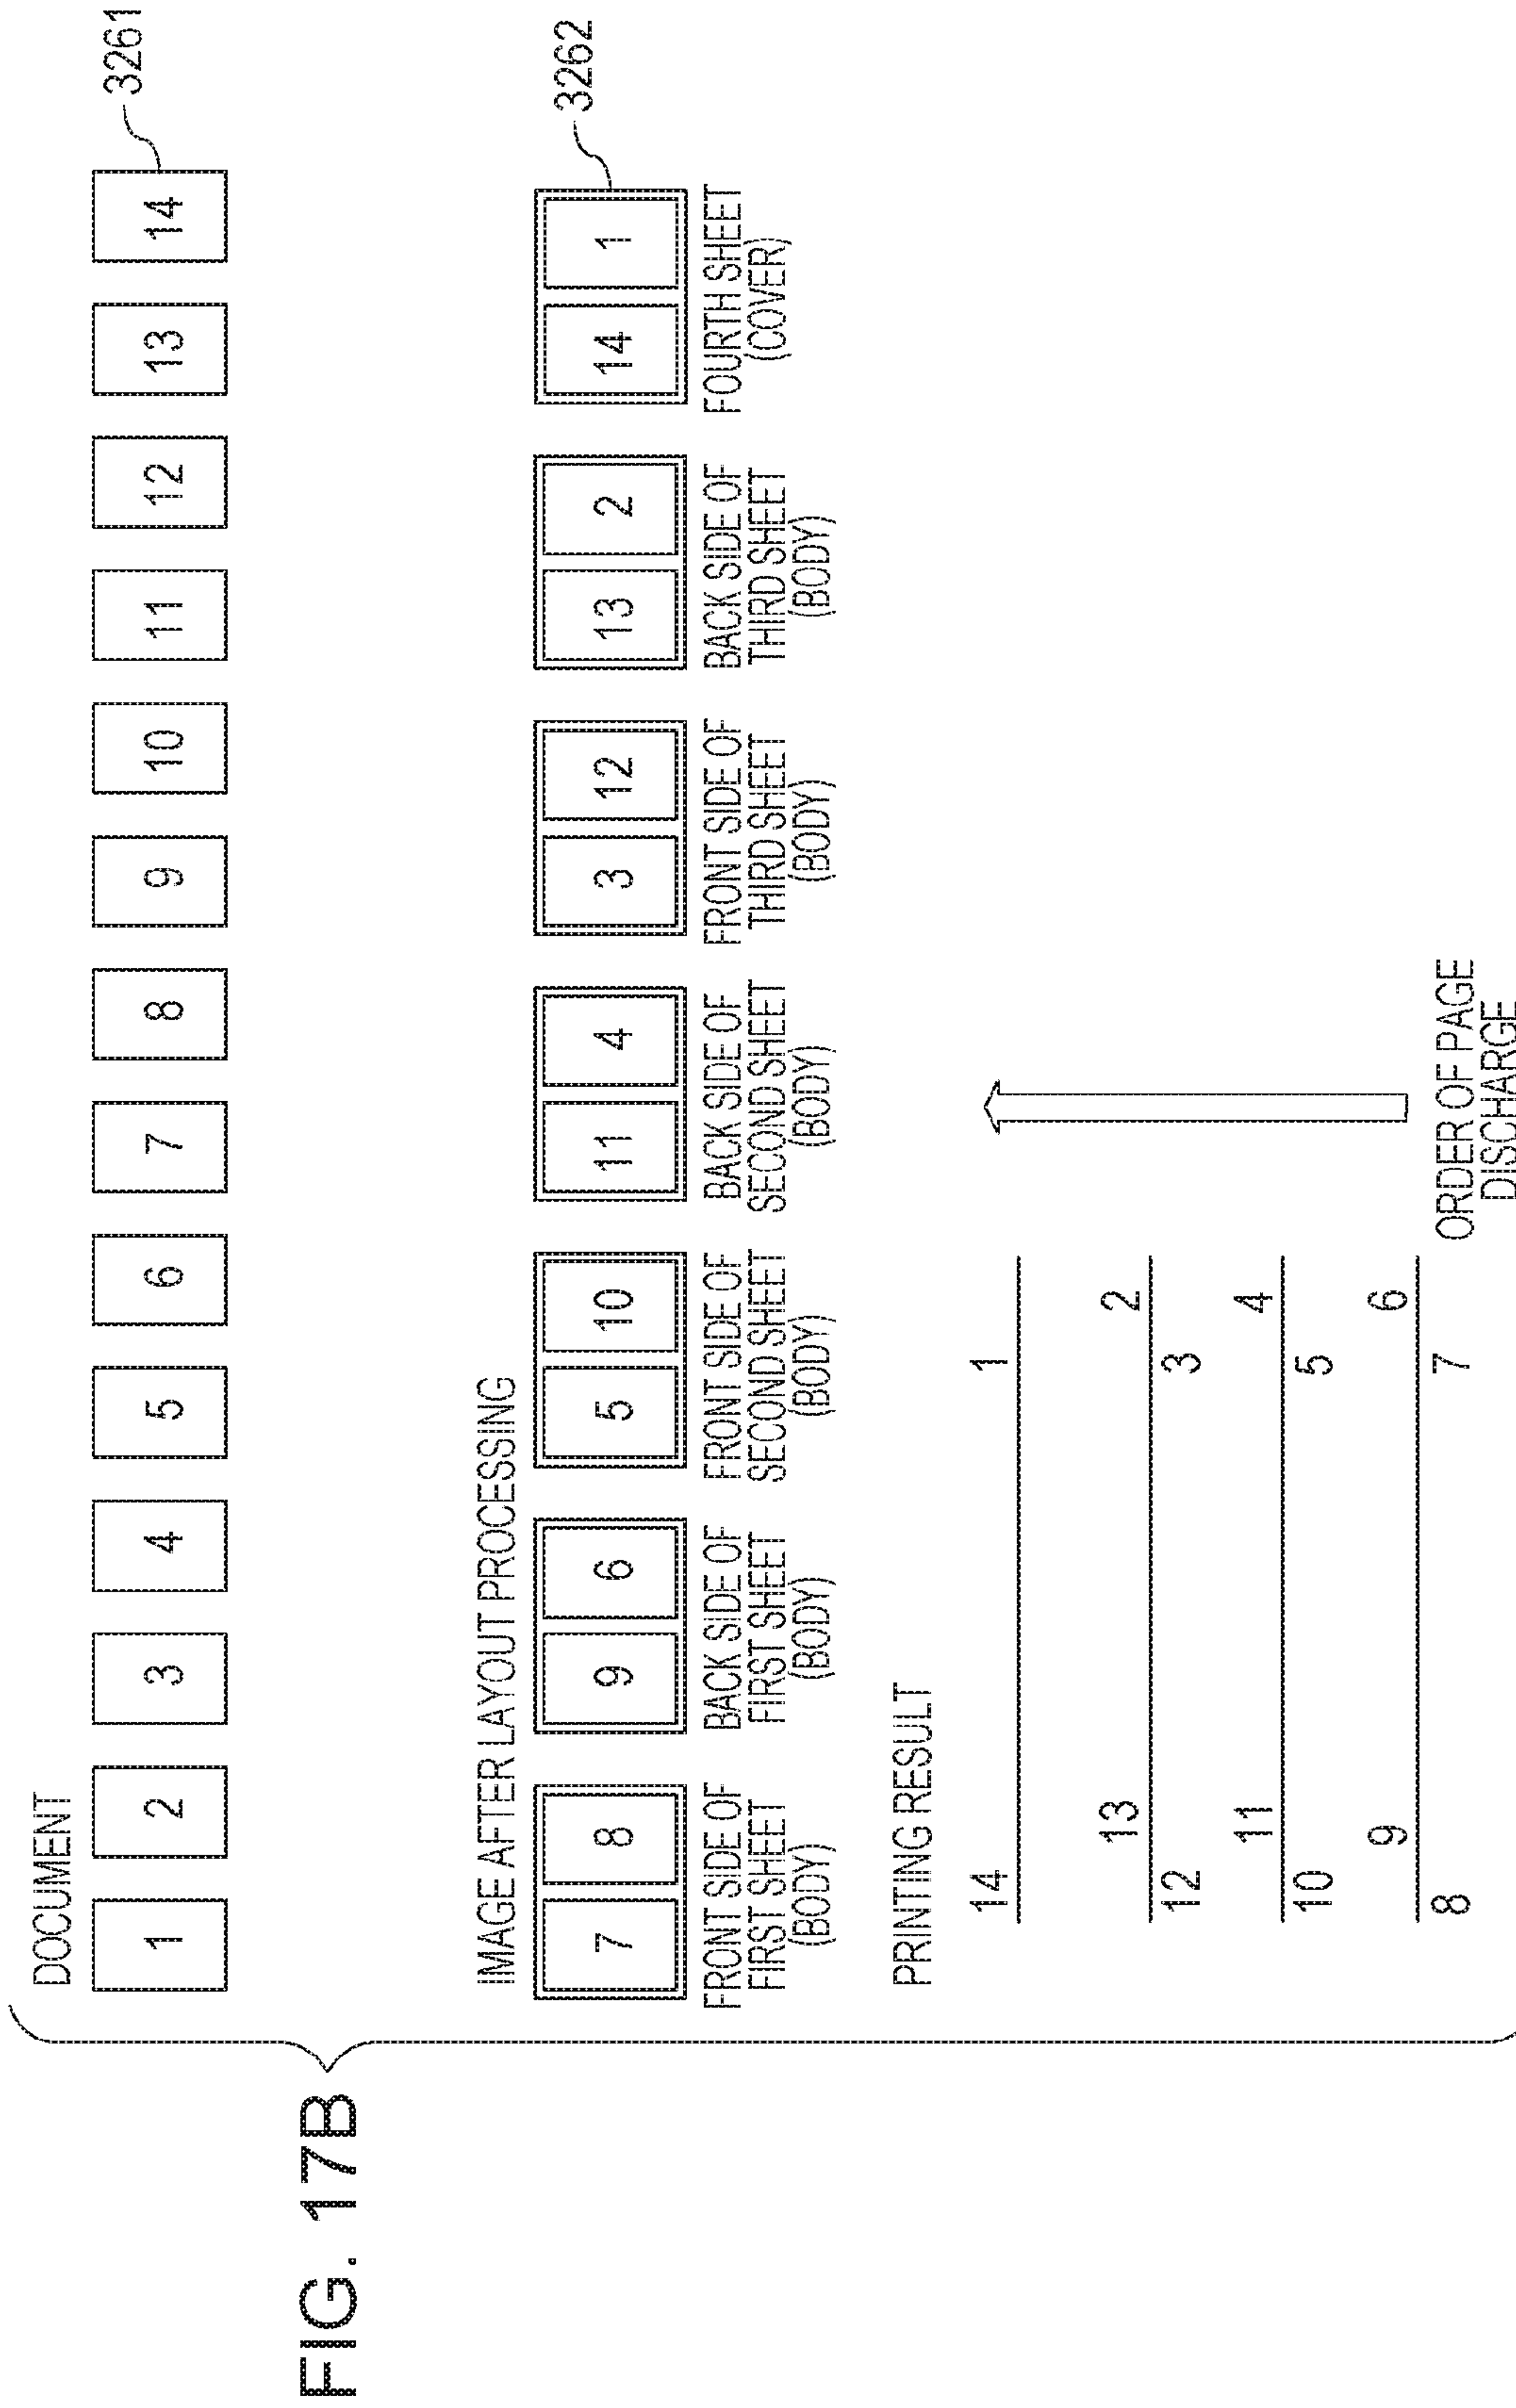 FIG. 17B
DOCUMENT
1 2 3 4 5 6 7 8 9 10 11 12 13 14
3261
IMAGE AFTER LAYOUT PROCESSING
7 8 9 6 5 10 11 4 3 12 13 2 14 1
3262
FRONT SIDE OF
FIRST SHEET
(BODY)
BACK SIDE OF
FIRST SHEET
(BODY)
FRONT SIDE OF
SECOND SHEET
(BODY)
BACK SIDE OF
SECOND SHEET
(BODY)
FRONT SIDE OF
THIRD SHEET
(BODY)
BACK SIDE OF
THIRD SHEET
(BODY)
FOURTH SHEET
(COVER)
PRINTING RESULT
14 1
13 2
12 3
11 4
10 5
9 6
8 7
ORDER OF PAGE
DISCHARGE